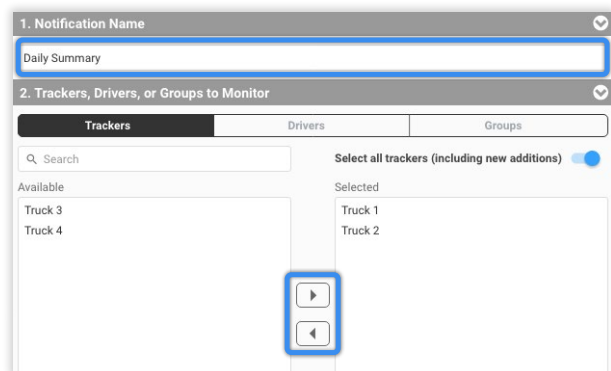 1. Notification Name
Daily Summary
2. Trackers, Drivers, or Groups to Monitor
Trackers Drivers Groups
Search Select all trackers (including new additions)
Available Selected
Truck 3 Truck 1
Truck 4 Truck 2